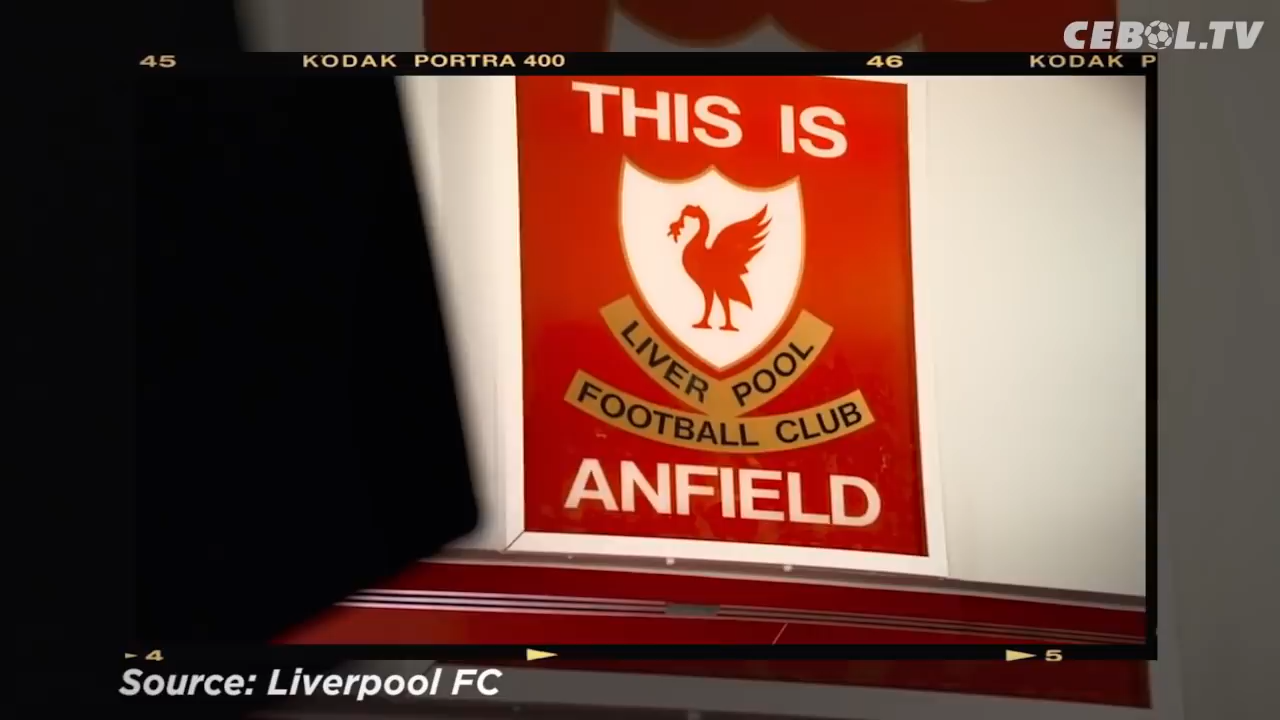 CEBOL.TV
45 KODAK PORTRA 400 46 KODAK P
THIS IS
LIVER POOL
FOOTBALL CLUB
ANFIELD
4 5
Source: Liverpool FC